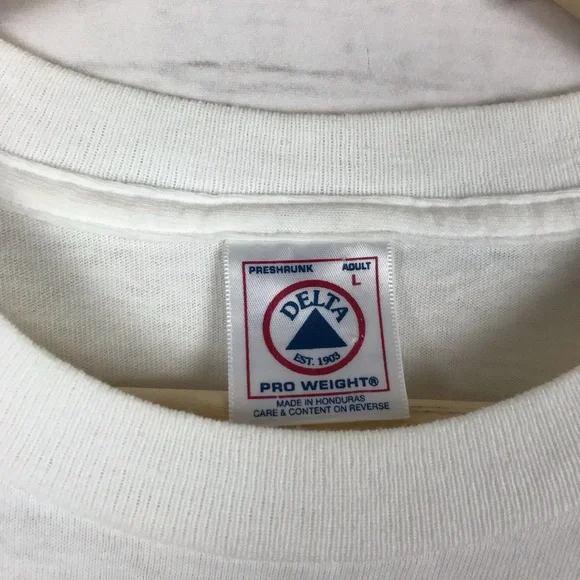 PRESHRUNK ADULT
L
DELTA
EST. 1903
PRO WEIGHT®
MADE IN HONDURAS
CARE & CONTENT ON REVERSE